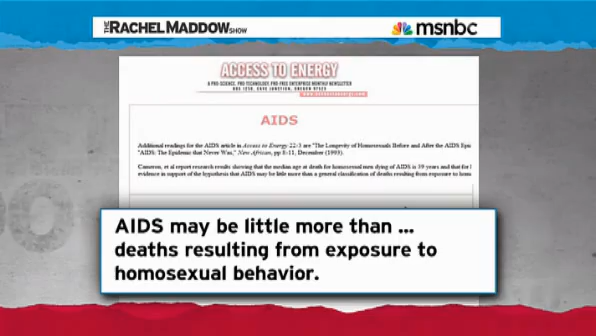 THE RACHEL MADDOW SHOW
msnbc
ACCESS TO ENERGY
A PRO-SCIENCE, PRO-TECHNOLOGY, PRO-FREE ENTERPRISE MONTHLY NEWSLETTER
AIDS
Additional readings for the AIDS article in Access to Energy 22:3 are "The Longevity of Homosexuals Before and After the AIDS Epi
"AIDS: The Epidemic that Never Was," New African, pp 8-11, December (1993).
Cameron, et al report research results showing that the median age at death for homosexual men dying of AIDS is 39 years and that for
evidence in support of the hypothesis that AIDS may be little more than a general classification of deaths resulting from exposure to
AIDS may be little more than ...
deaths resulting from exposure to
homosexual behavior.